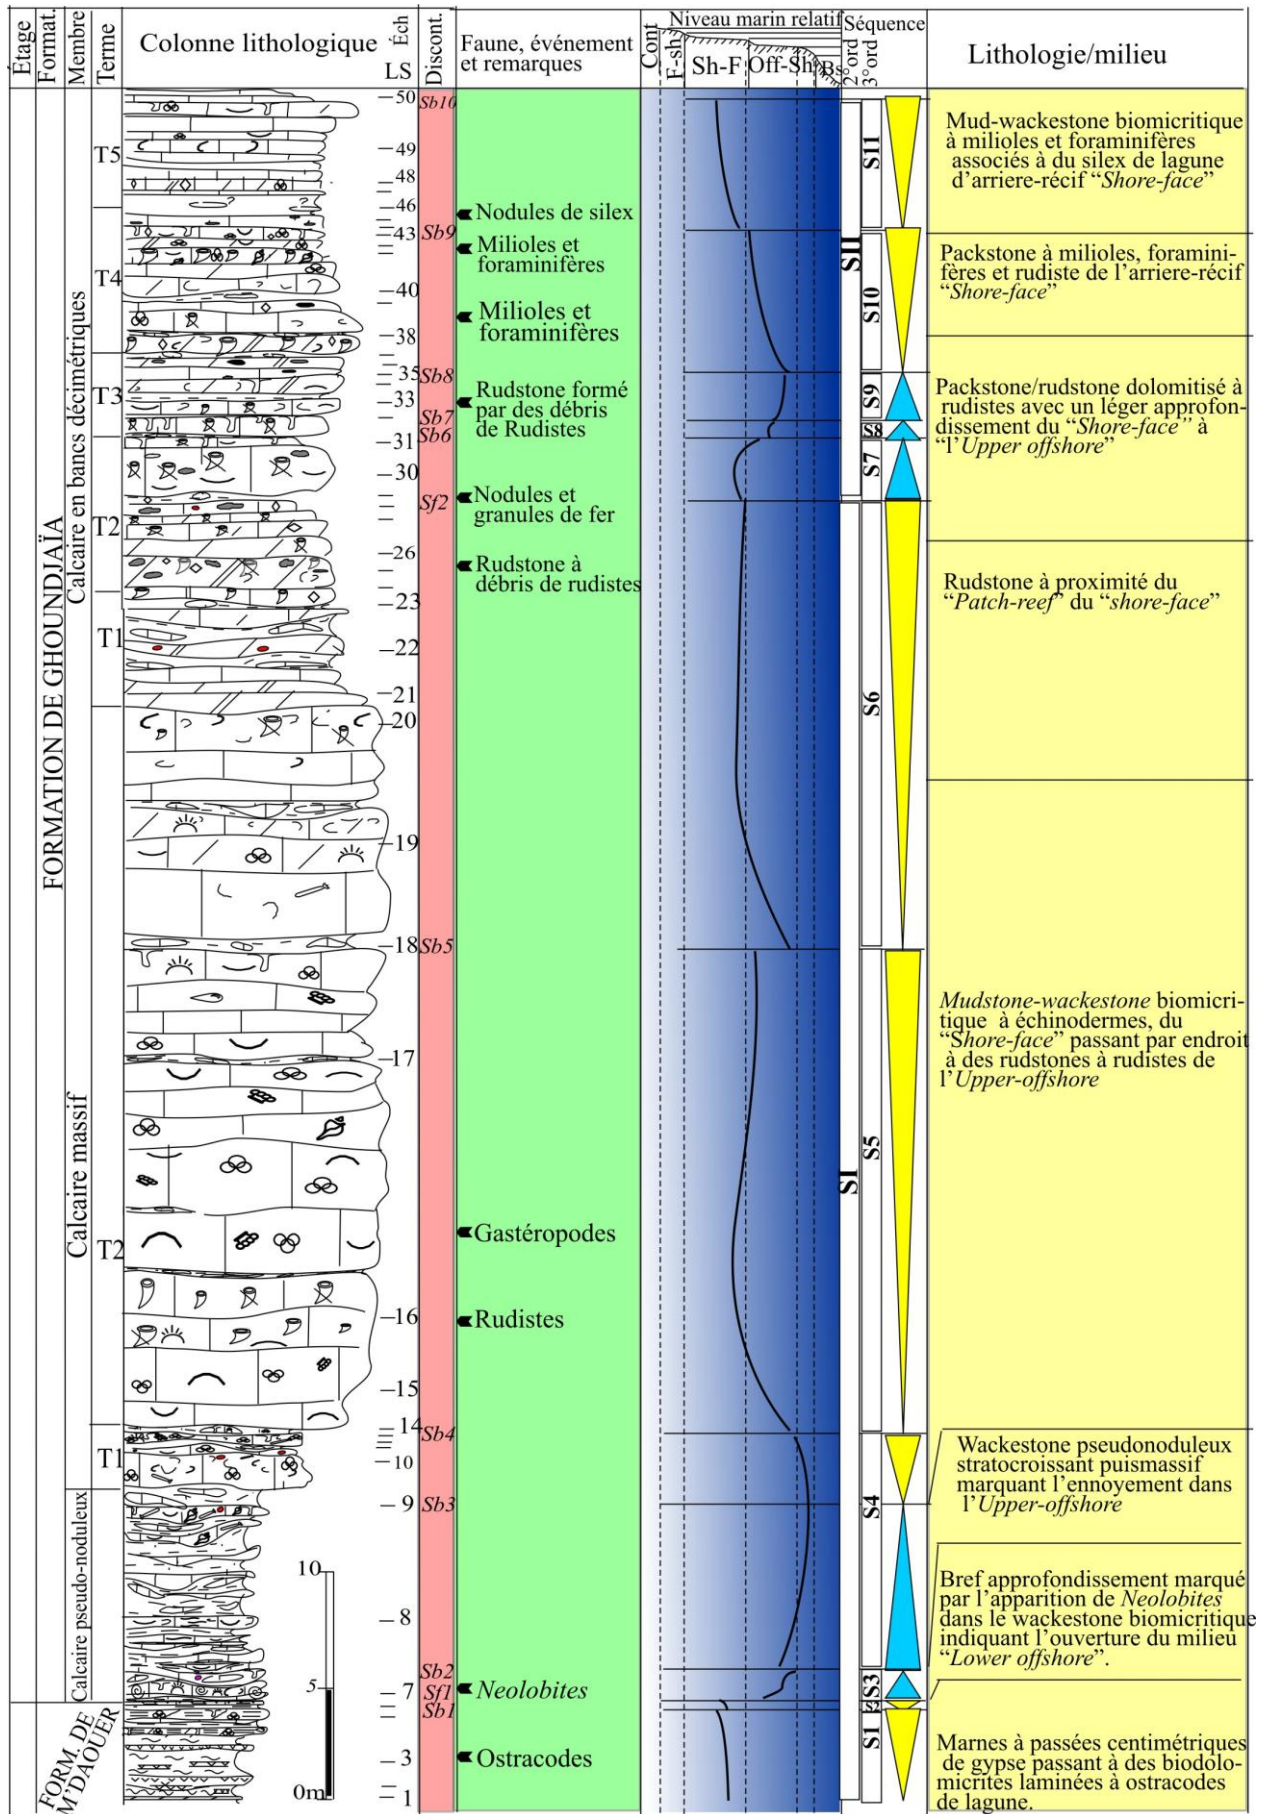 Étage
Format.
Membre
Terme
Colonne lithologique
Éch
LS
Discont.
Faune, événement
et remarques
Niveau marin relatif
Cont
F-sh
Sh-F
Off-Sh
Bs
Séquence
2°ord
3°ord
Lithologie/milieu
FORMATION DE GHOUNDJAÏA
FORM. DE
M'DAOUER
Calcaire en bancs décimétriques
Calcaire massif
Calcaire pseudo-noduleux
T5
T4
T3
T2
T1
T2
T1
50
49
48
46
43
40
38
35
33
31
30
26
23
22
21
20
19
18
17
16
15
14
10
9
8
7
3
1
10
5
0m
Sb10
Sb9
Sb8
Sb7
Sb6
Sf2
Sb5
Sb4
Sb3
Sb2
Sf1
Sb1
Nodules de silex
Milioles et
foraminifères
Milioles et
foraminifères
Rudstone formé
par des débris
de Rudistes
Nodules et
granules de fer
Rudstone à
débris de rudistes
Gastéropodes
Rudistes
Neolobites
Ostracodes
SII
SI
S11
S10
S9
S8
S7
S6
S5
S4
S3
S2
S1
Mud-wackestone biomicritique
à milioles et foraminifères
associés à du silex de lagune
d'arriere-récif “Shore-face”
Packstone à milioles, foramini-
fères et rudiste de l'arriere-récif
“Shore-face”
Packstone/rudstone dolomitisé à
rudistes avec un léger approfon-
dissement du “Shore-face” à
“l'Upper offshore”
Rudstone à proximité du
“Patch-reef” du “shore-face”
Mudstone-wackestone biomicri-
tique à échinodermes, du
“Shore-face” passant par endroit
à des rudstones à rudistes de
l'Upper-offshore
Wackestone pseudonoduleux
stratocroissant puismassif
marquant l'ennoyement dans
l'Upper-offshore
Bref approfondissement marqué
par l'apparition de Neolobites
dans le wackestone biomicritique
indiquant l'ouverture du milieu
“Lower offshore”.
Marnes à passées centimétriques
de gypse passant à des biodolo-
micrites laminées à ostracodes
de lagune.